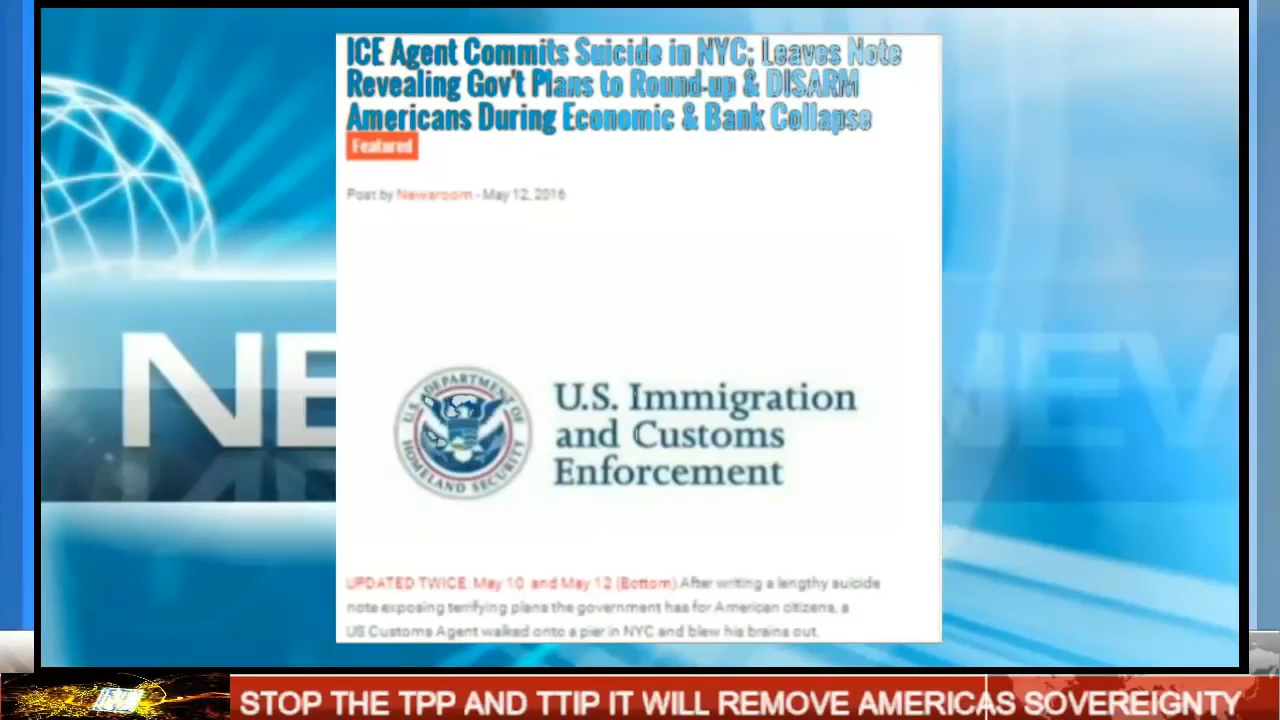 ICE Agent Commits Suicide in NYC; Leaves Note
Revealing Gov't Plans to Round-up & DISARM
Americans During Economic & Bank Collapse
Featured
Post by Newsroom - May 12, 2016
NE
NEW
U.S. DEPARTMENT OF
HOMELAND SECURITY
U.S. Immigration
and Customs
Enforcement
UPDATED TWICE, May 10 and May 12 (Bottom) After writing a lengthy suicide
note exposing terrifying plans the government has for American citizens, a
US Customs Agent walked onto a pier in NYC and blew his brains out.
STOP THE TPP AND TTIP IT WILL REMOVE AMERICAS SOVEREIGNTY